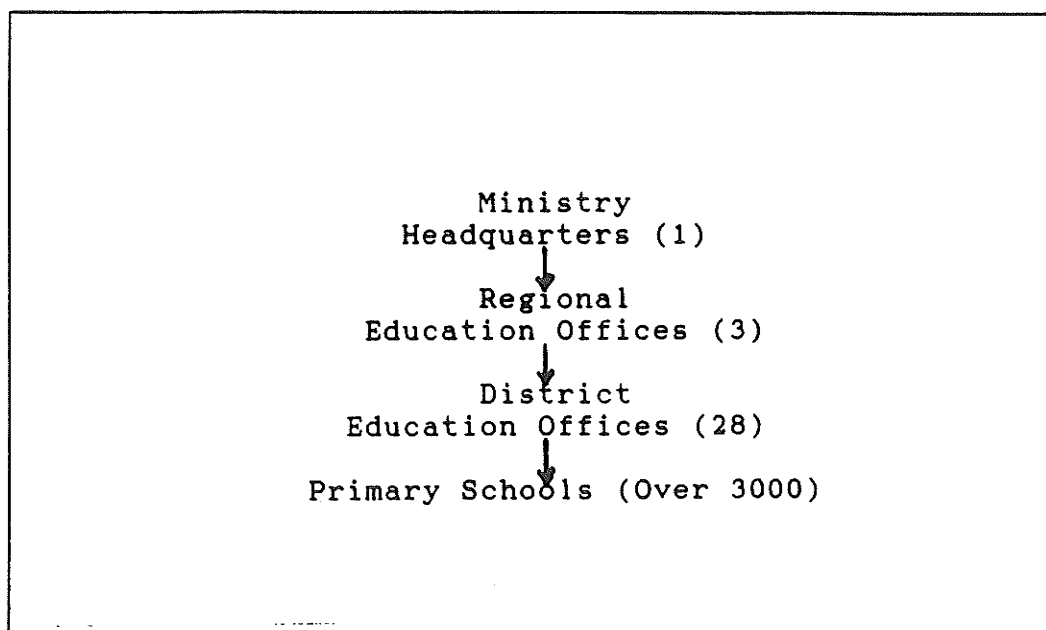 Ministry
Headquarters (1)
Regional
Education Offices (3)
District
Education Offices (28)
Primary Schools (Over 3000)